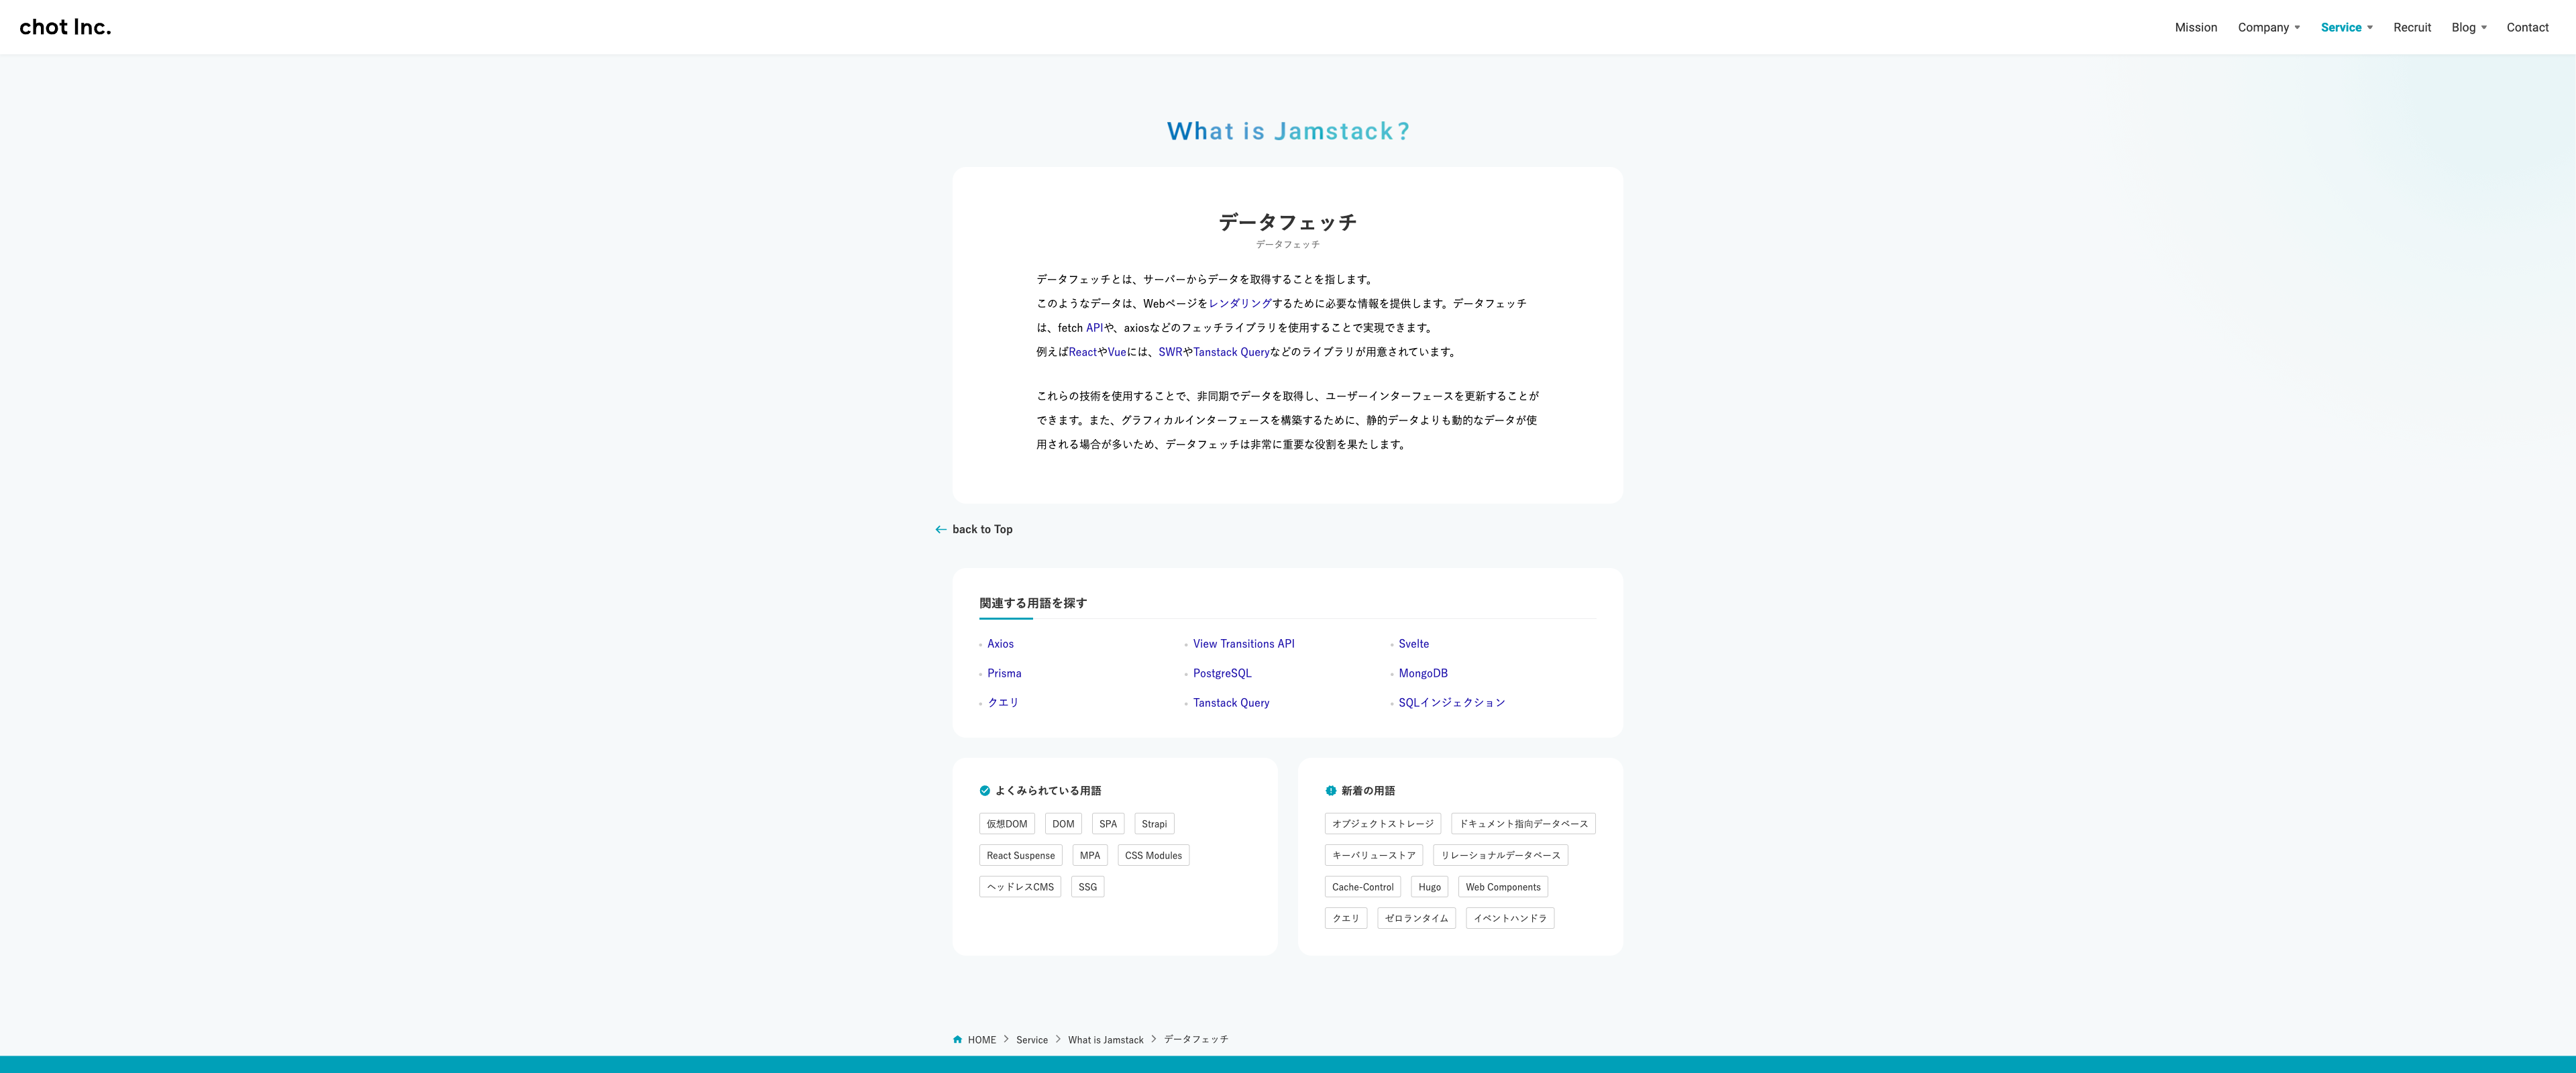 chot Inc.
Mission Company Service Recruit Blog Contact
What is Jamstack?
データフェッチ
データフェッチ
データフェッチとは、サーバーからデータを取得することを指します。
このようなデータは、Webページをレンダリングするために必要な情報を提供します。データフェッチ
は、fetch APIや、axiosなどのフェッチライブラリを使用することで実現できます。
例えばReactやVueには、SWRやTanstack Queryなどのライブラリが用意されています。
これらの技術を使用することで、非同期でデータを取得し、ユーザーインターフェースを更新することが
できます。また、グラフィカルインターフェースを構築するために、静的データよりも動的なデータが使
用される場合が多いため、データフェッチは非常に重要な役割を果たします。
back to Top
関連する用語を探す
Axios View Transitions API Svelte
Prisma PostgreSQL MongoDB
クエリ Tanstack Query SQLインジェクション
よくみられている用語
仮想DOM DOM SPA Strapi
React Suspense MPA CSS Modules
ヘッドレスCMS SSG
新着の用語
オブジェクトストレージ ドキュメント指向データベース
キーバリューストア リレーショナルデータベース
Cache-Control Hugo Web Components
クエリ ゼロランタイム イベントハンドラ
HOME Service What is Jamstack データフェッチ